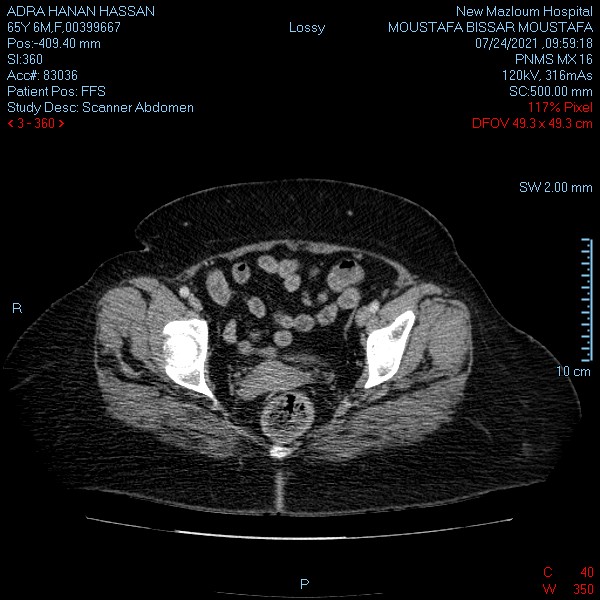 ADRA HANAN HASSAN
65Y 6M,F,00399667
Pos:-409.40 mm
SI:360
Acc#: 83036
Patient Pos: FFS
Study Desc: Scanner Abdomen
< 3 - 360 >
Lossy
New Mazloum Hospital
MOUSTAFA BISSAR MOUSTAFA
07/24/2021 ,09:59:18
PNMS MX 16
120kV, 316mAs
SC:500.00 mm
117% Pixel
DFOV 49.3 x 49.3 cm
SW 2.00 mm
R
10 cm
P
C 40
W 350